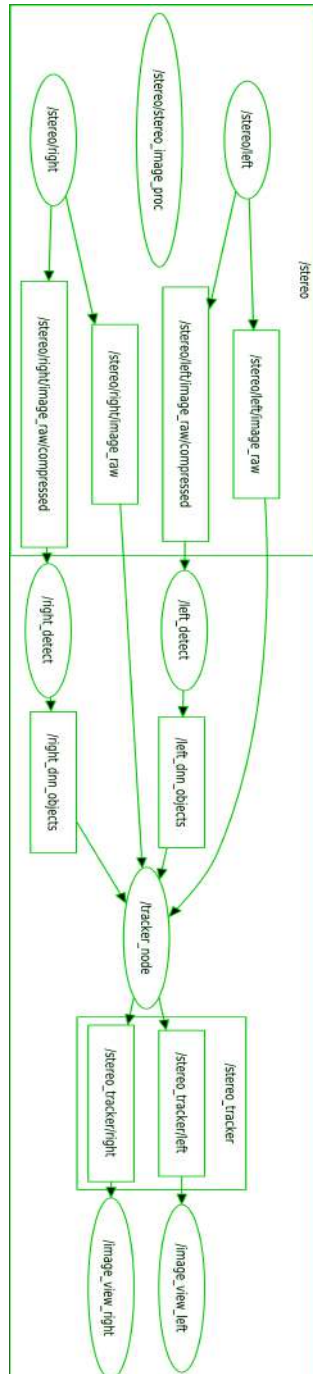 /stereo
/stereo/left
/stereo/left/image_raw
/stereo/left/image_raw/compressed
/stereo/stereo_image_proc
/stereo/right
/stereo/right/image_raw
/stereo/right/image_raw/compressed
/left_detect
/right_detect
/left_dnn_objects
/right_dnn_objects
/tracker_node
/stereo_tracker
/stereo_tracker/left
/stereo_tracker/right
/image_view_left
/image_view_right